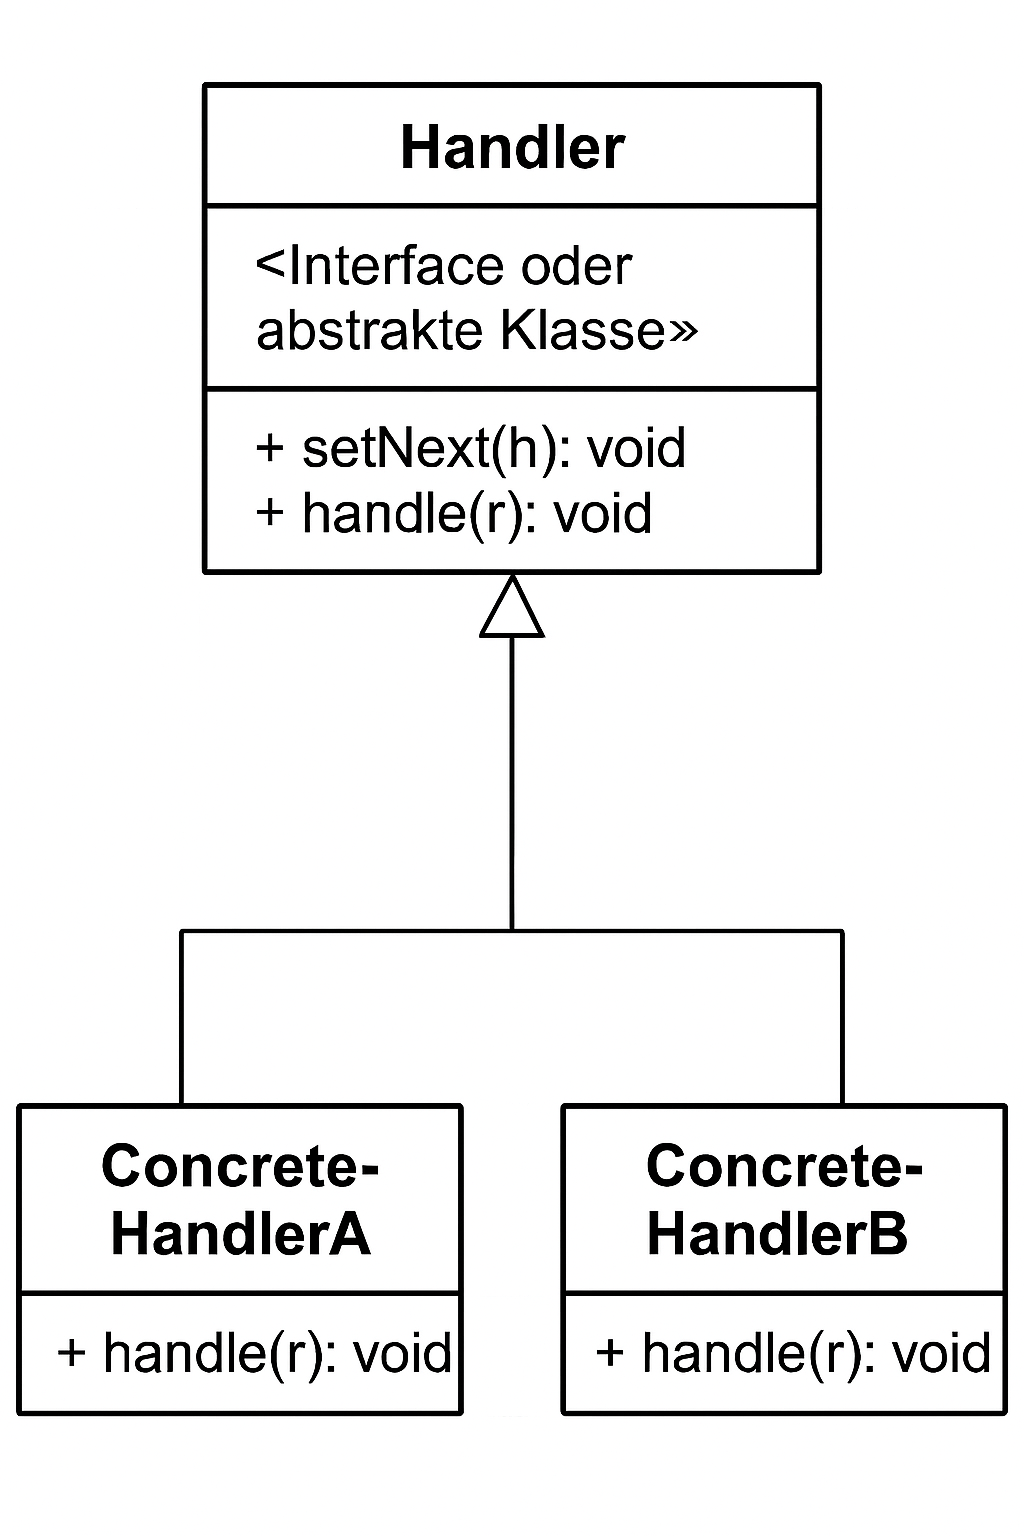 Handler
<Interface oder
abstrakte Klasse»
+ setNext(h): void
+ handle(r): void
Concrete-
HandlerA
+ handle(r): void
Concrete-
HandlerB
+ handle(r): void